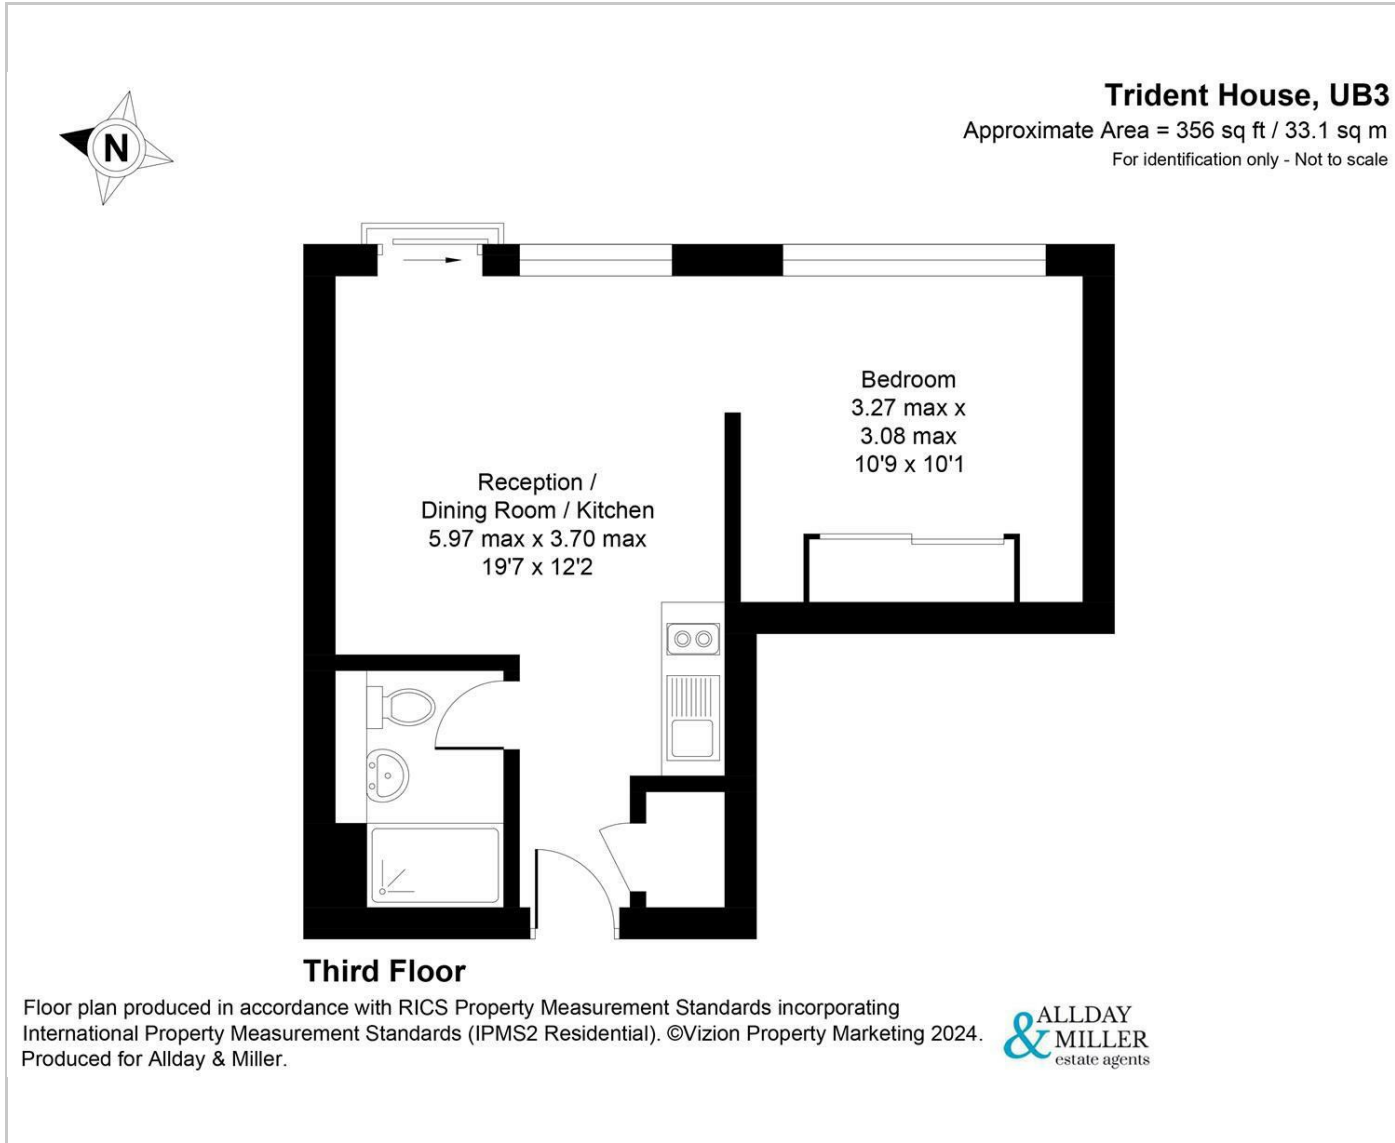 Trident House, UB3
Approximate Area = 356 sq ft / 33.1 sq m
For identification only - Not to scale
N
Bedroom
3.27 max x
3.08 max
10'9 x 10'1
Reception /
Dining Room / Kitchen
5.97 max x 3.70 max
19'7 x 12'2
Third Floor
Floor plan produced in accordance with RICS Property Measurement Standards incorporating
International Property Measurement Standards (IPMS2 Residential). ©Vizion Property Marketing 2024.
Produced for Allday & Miller.
ALLDAY
& MILLER
estate agents